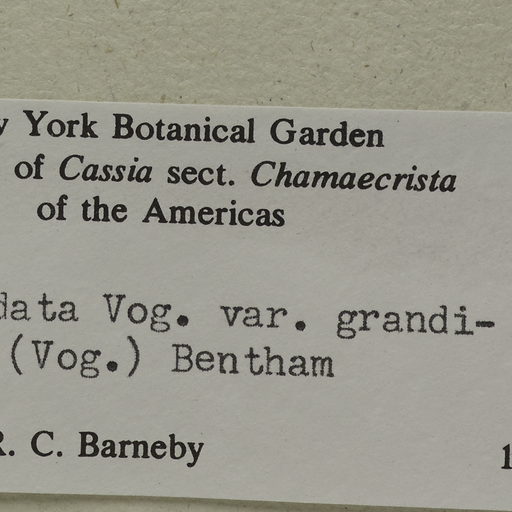 York Botanical Garden
of Cassia sect. Chamaecrista
of the Americas
data Vog. var. grandi-
(Vog.) Bentham
R. C. Barneby 1